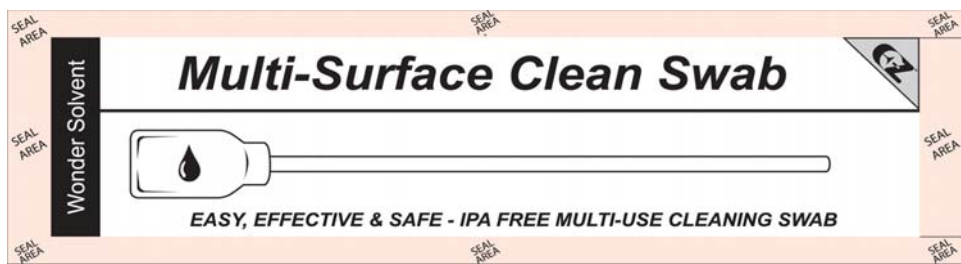 SEAL
AREA
SEAL
AREA
SEAL
AREA
Multi-Surface Clean Swab
Wonder Solvent
SEAL
AREA
SEAL
AREA
EASY, EFFECTIVE & SAFE - IPA FREE MULTI-USE CLEANING SWAB
SEAL
AREA
SEAL
AREA
SEAL
AREA